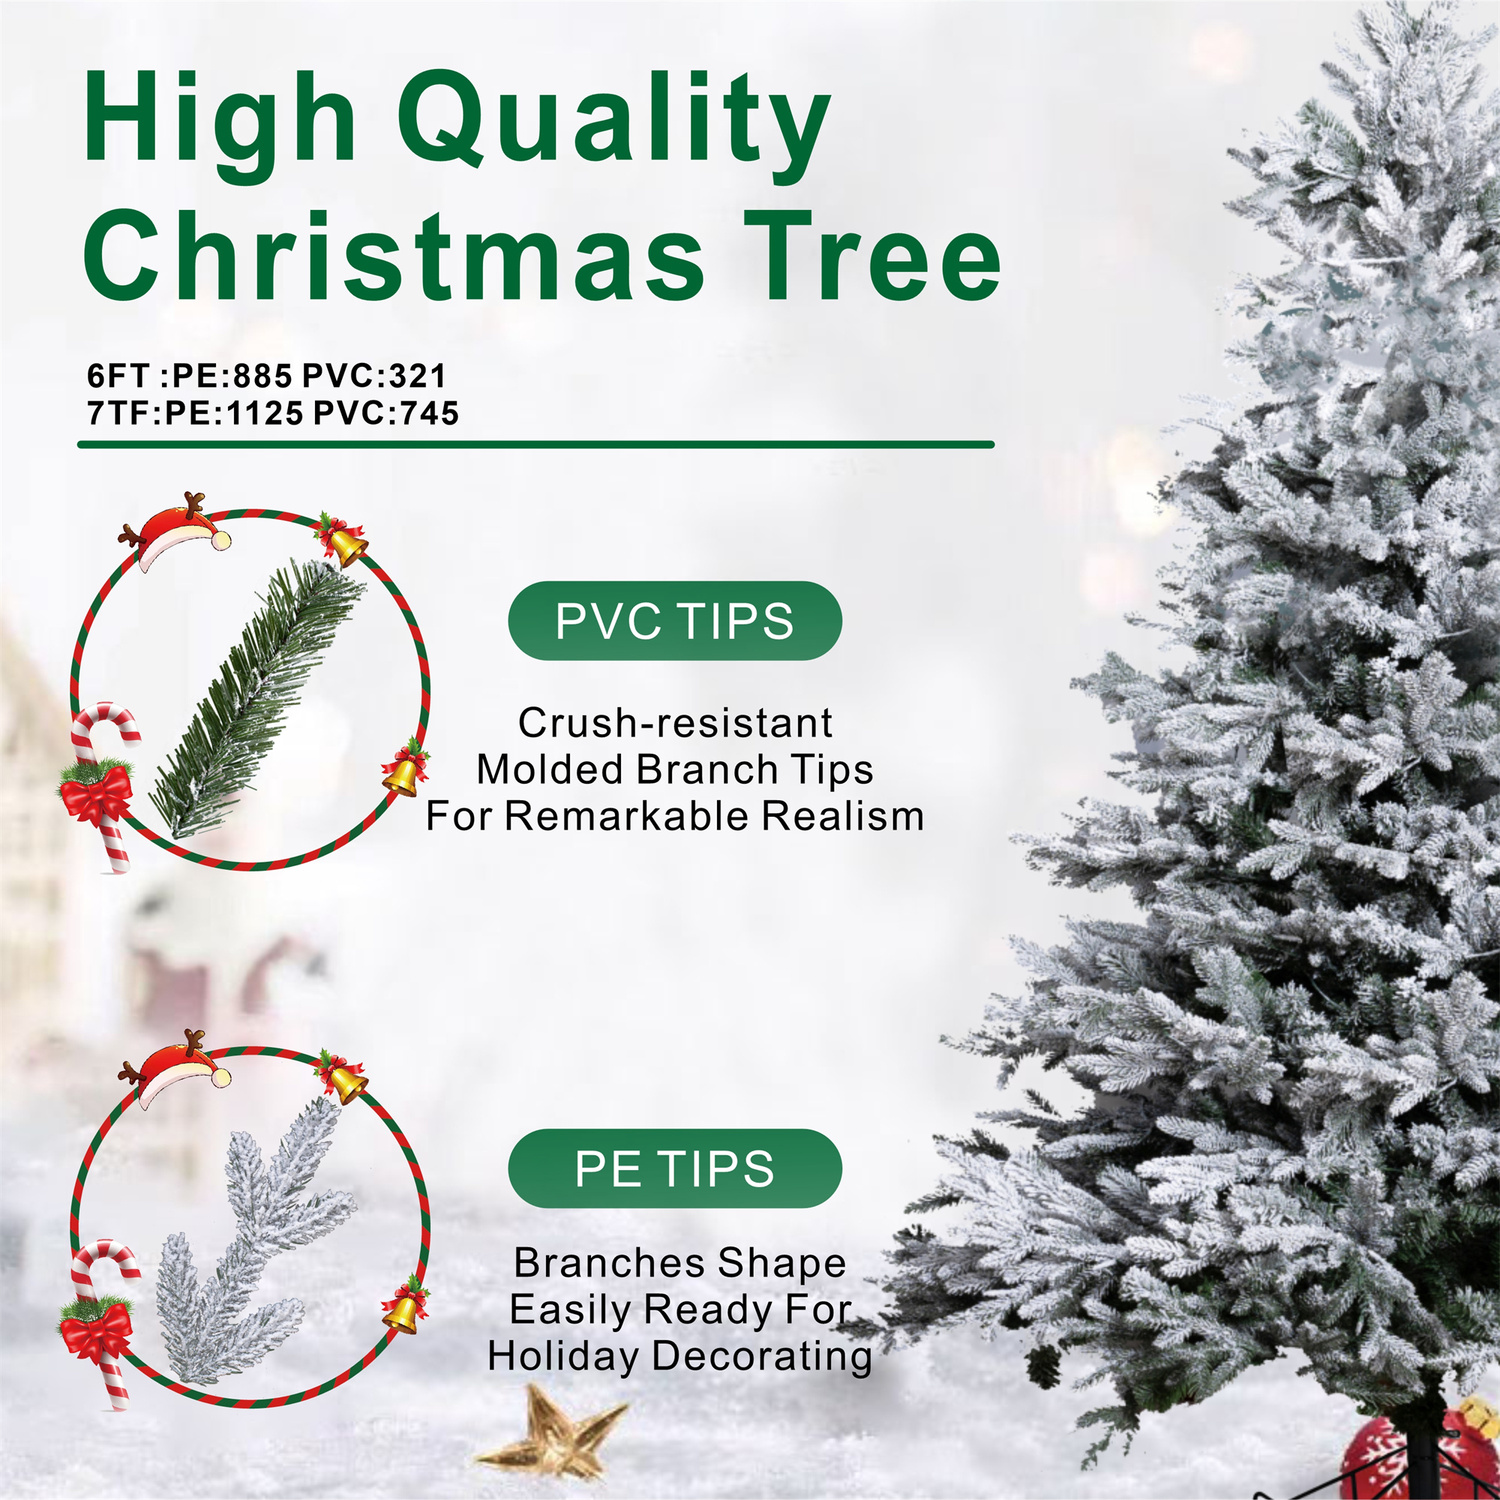 High Quality
Christmas Tree
6FT :PE:885 PVC:321
7TF:PE:1125 PVC:745
PVC TIPS
Crush-resistant
Molded Branch Tips
For Remarkable Realism
PE TIPS
Branches Shape
Easily Ready For
Holiday Decorating